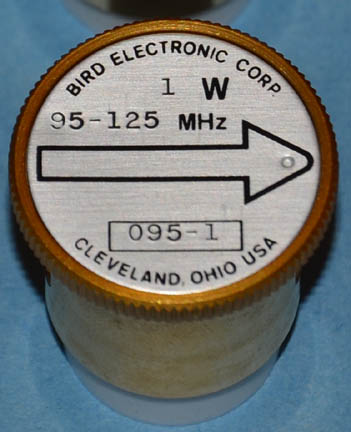 BIRD ELECTRONIC CORP.
1 W
95-125 MHz
095-1
CLEVELAND, OHIO USA